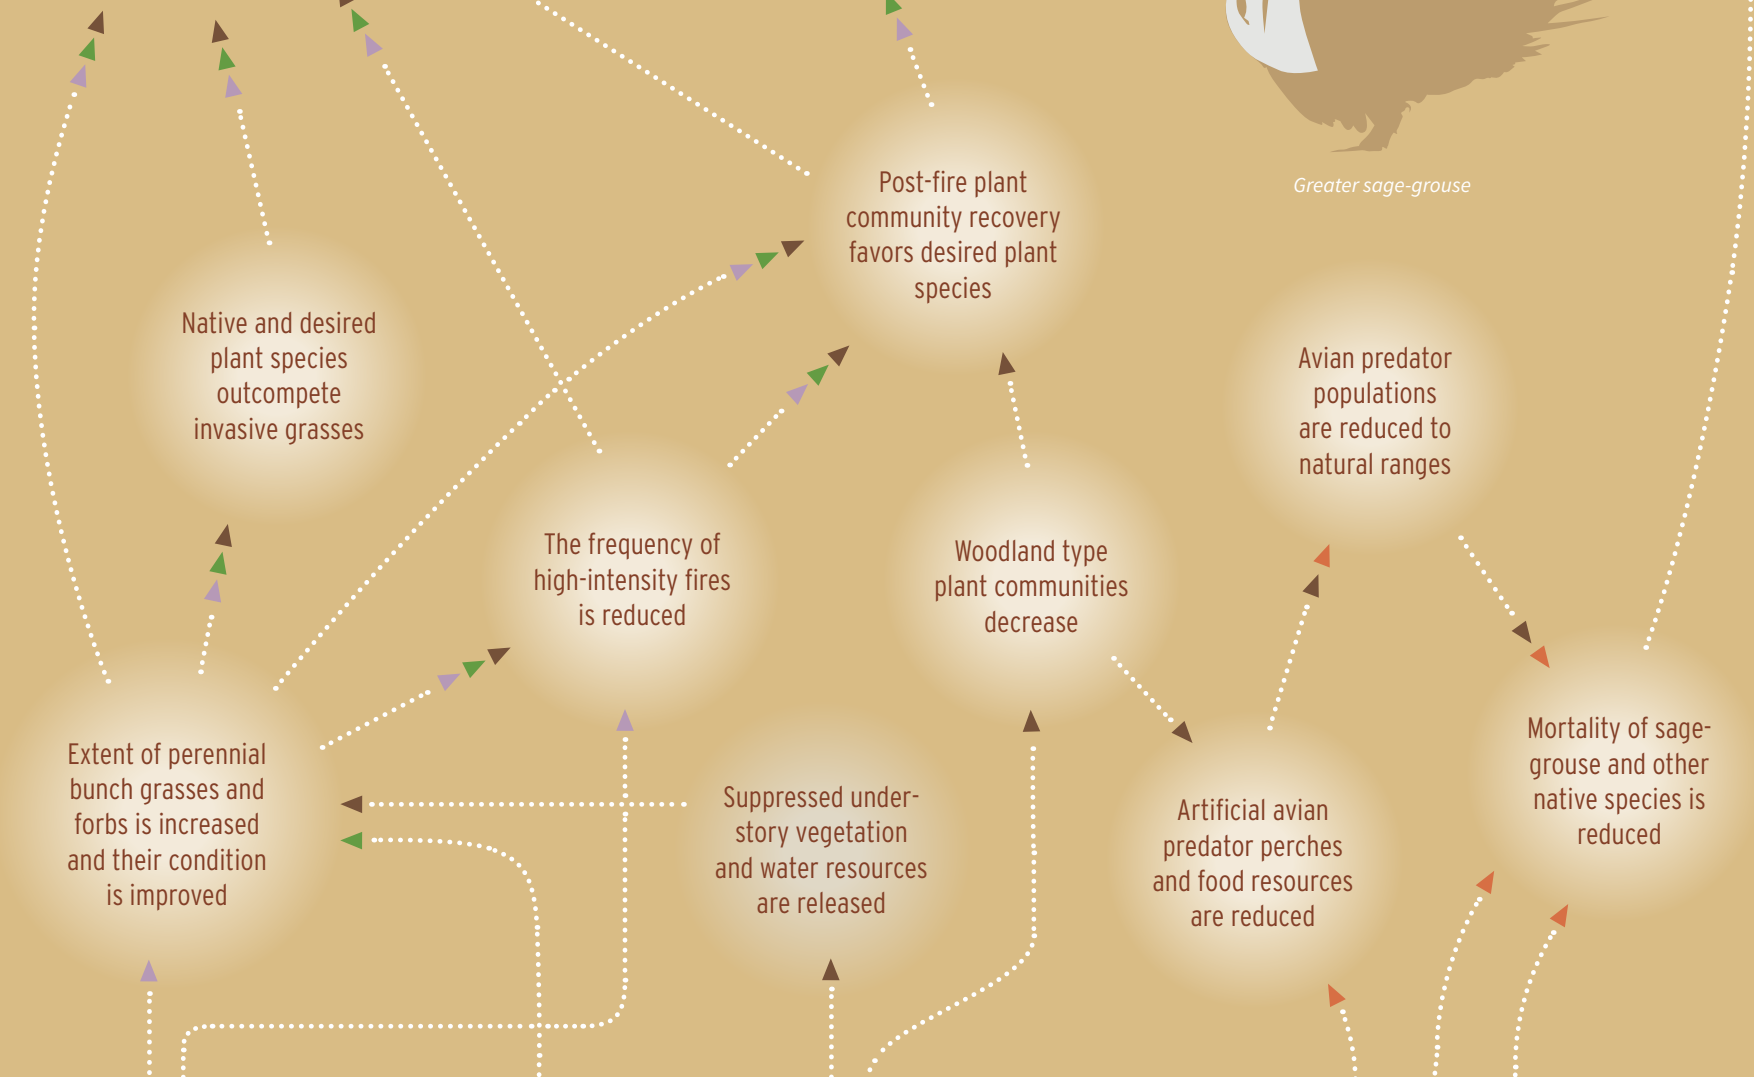 Greater sage-grouse
Post-fire plant
community recovery
favors desired plant
species
Native and desired
plant species
outcompete
invasive grasses
Avian predator
populations
are reduced to
natural ranges
The frequency of
high-intensity fires
is reduced
Woodland type
plant communities
decrease
Extent of perennial
bunch grasses and
forbs is increased
and their condition
is improved
Suppressed under-
story vegetation
and water resources
are released
Artificial avian
predator perches
and food resources
are reduced
Mortality of sage-
grouse and other
native species is
reduced